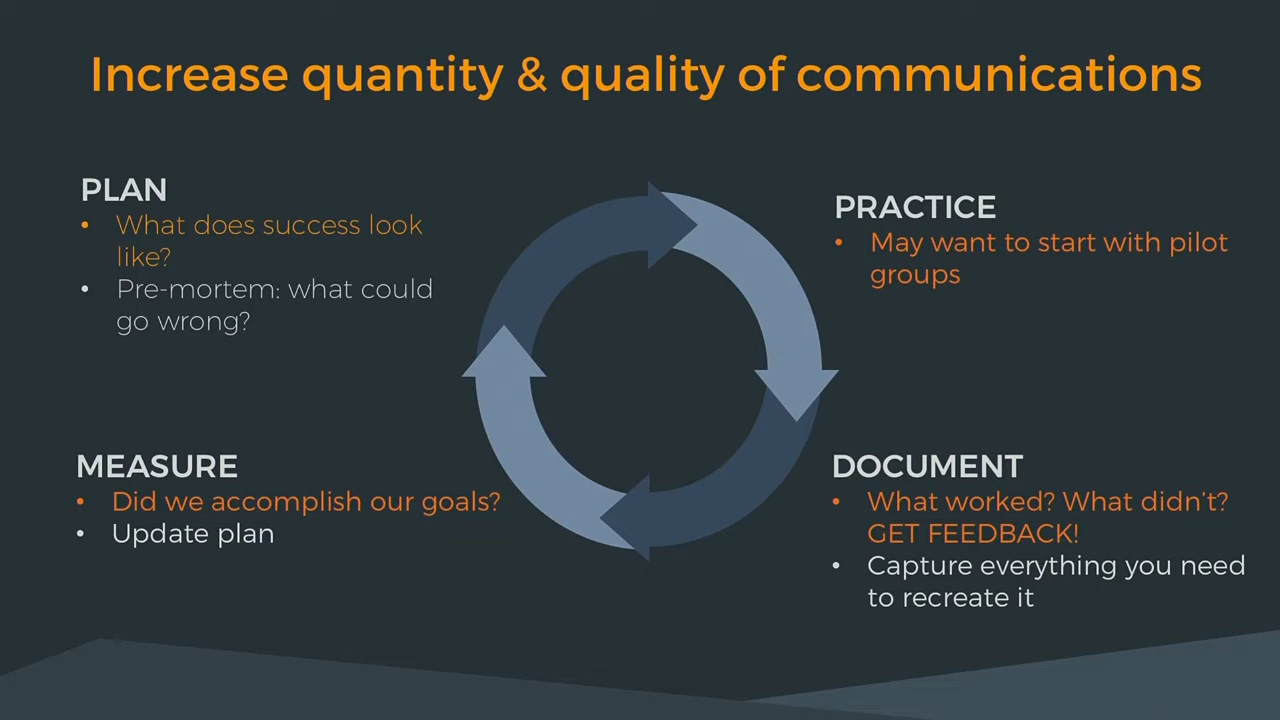 Increase quantity & quality of communications
PLAN
• What does success look
like?
• Pre-mortem: what could
go wrong?
PRACTICE
• May want to start with pilot
groups
MEASURE
• Did we accomplish our goals?
• Update plan
DOCUMENT
• What worked? What didn't?
GET FEEDBACK!
• Capture everything you need
to recreate it